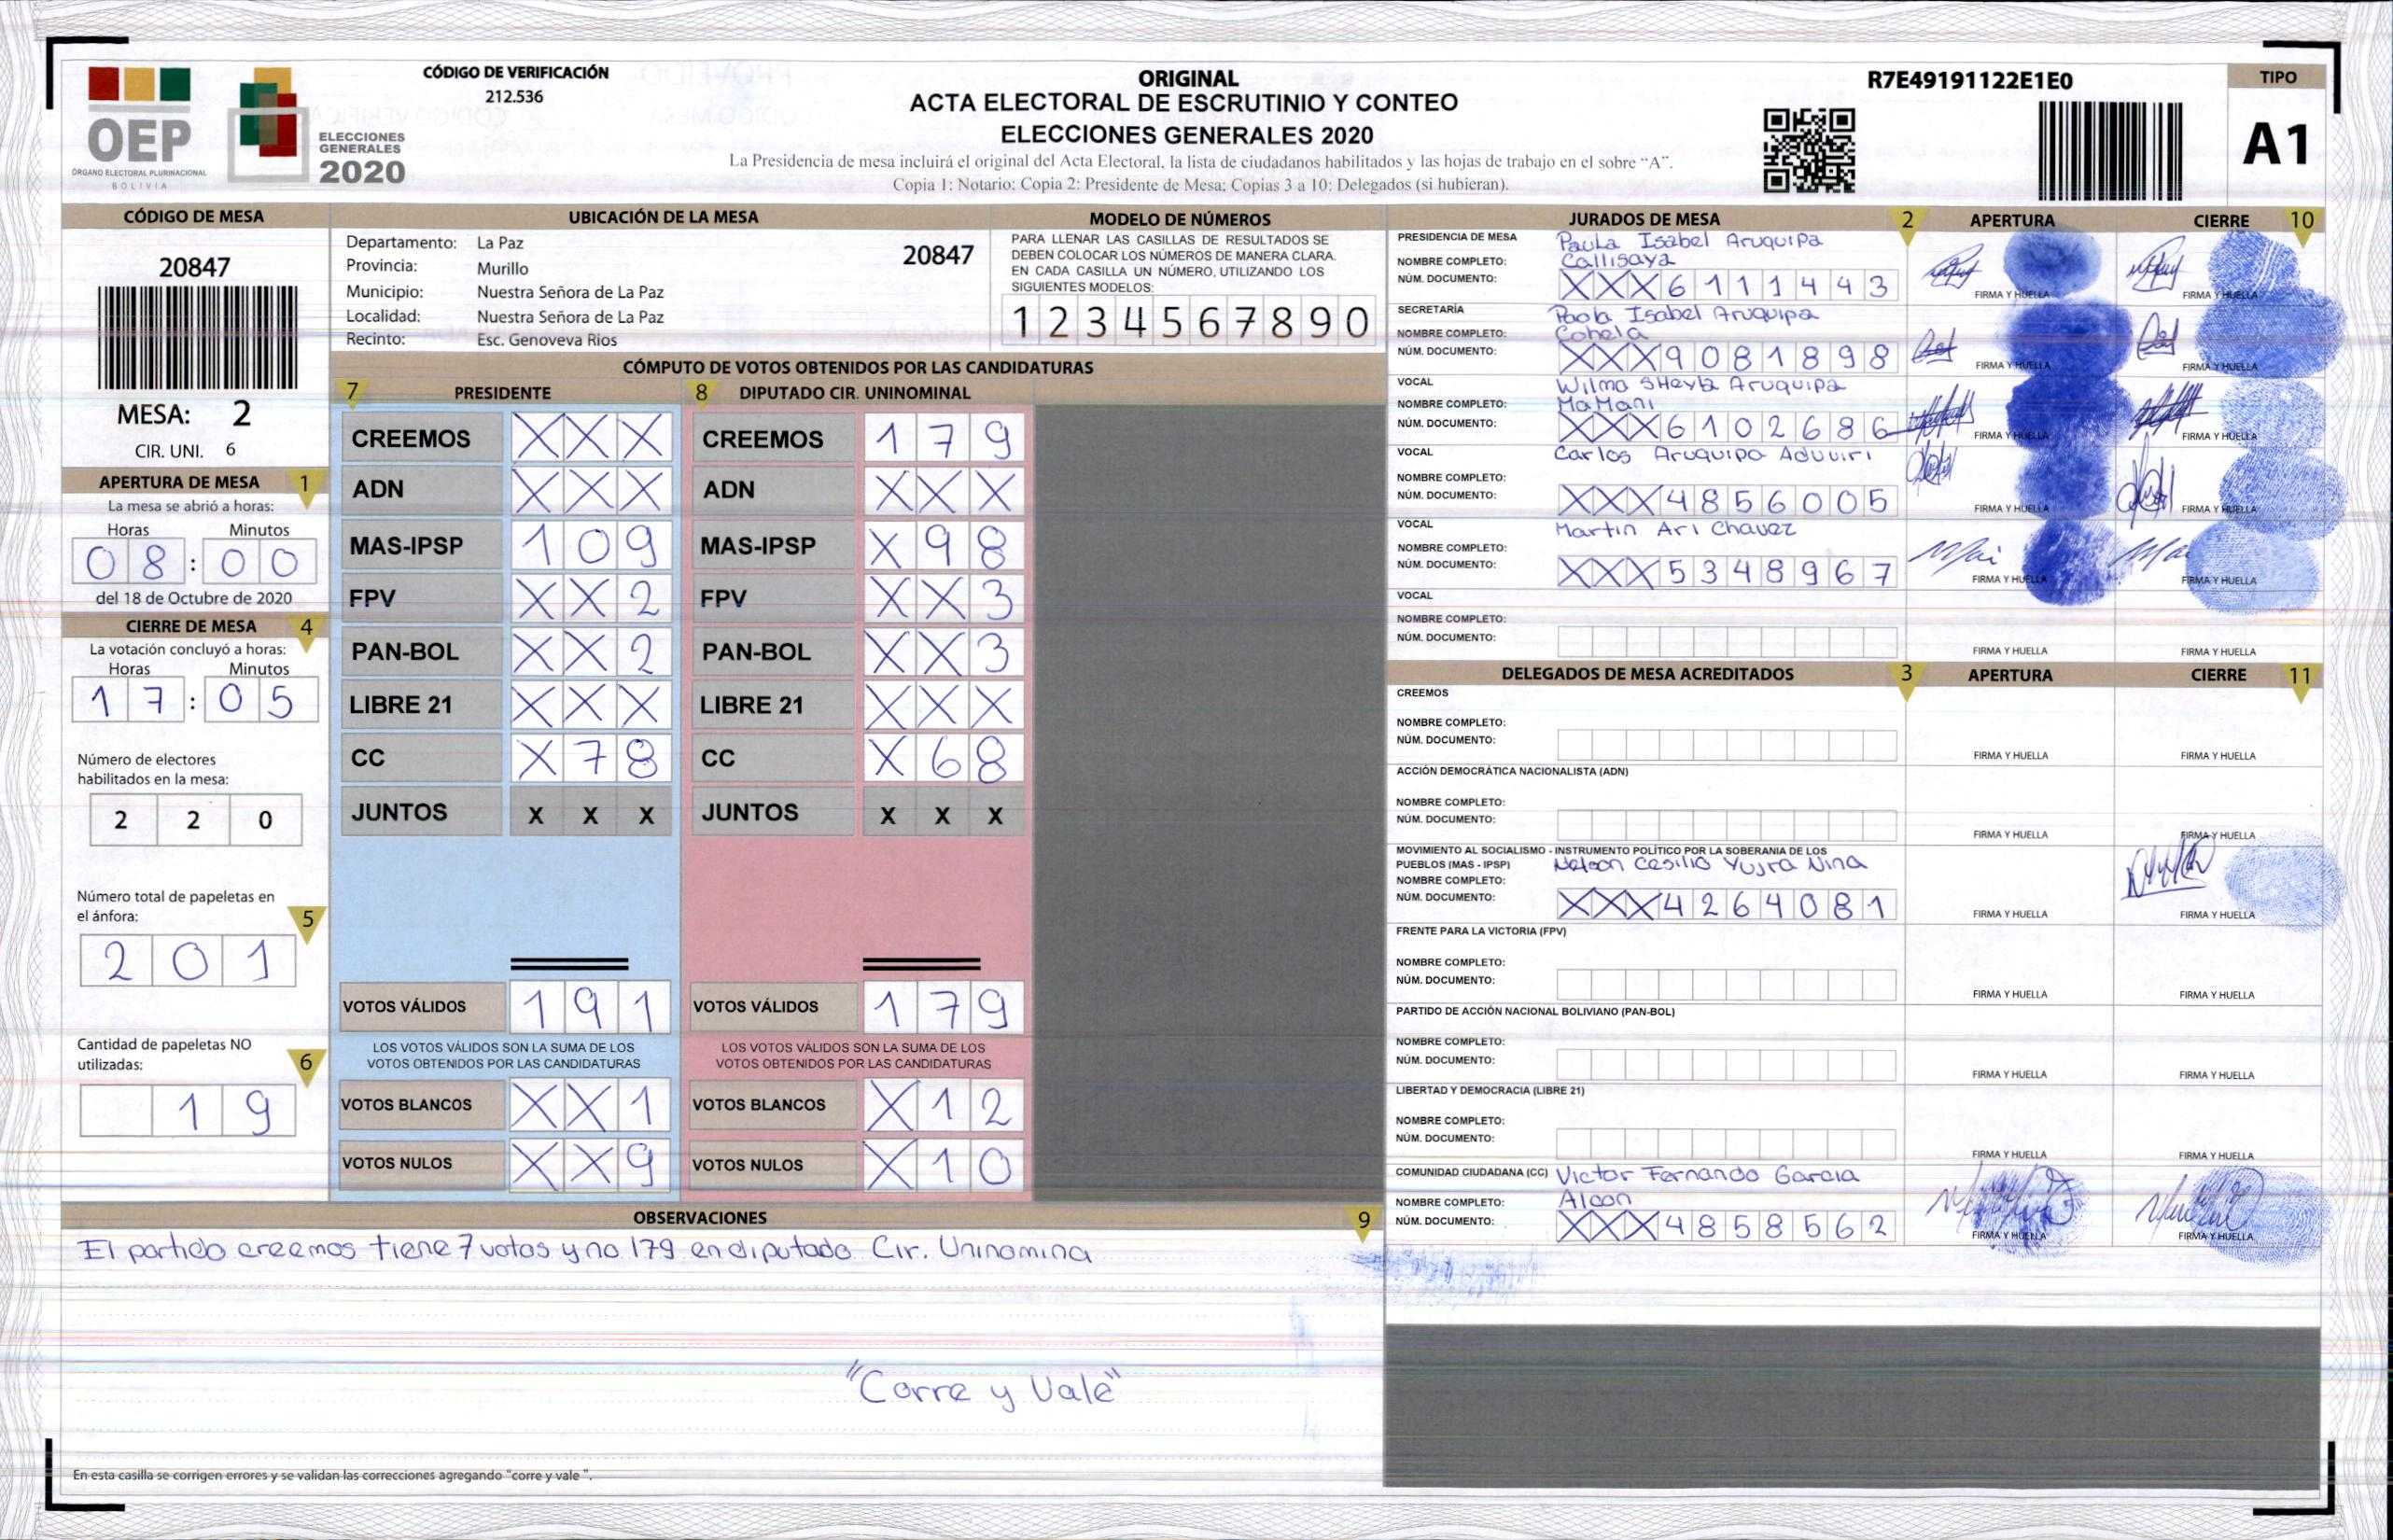 OEP
ÓRGANO ELECTORAL PLURINACIONAL
BOLIVIA
ELECCIONES
GENERALES
2020
CÓDIGO DE VERIFICACIÓN
212.536
ORIGINAL
ACTA ELECTORAL DE ESCRUTINIO Y CONTEO
ELECCIONES GENERALES 2020
La Presidencia de mesa incluirá el original del Acta Electoral, la lista de ciudadanos habilitados y las hojas de trabajo en el sobre “A”.
Copia 1: Notario; Copia 2: Presidente de Mesa; Copias 3 a 10: Delegados (si hubieran).
R7E49191122E1E0
TIPO
A1
CÓDIGO DE MESA
20847
MESA: 2
CIR. UNI. 6
APERTURA DE MESA 1
La mesa se abrió a horas:
Horas Minutos
08:00
del 18 de Octubre de 2020
CIERRE DE MESA 4
La votación concluyó a horas:
Horas Minutos
17:05
Número de electores
habilitados en la mesa:
2 2 0
Número total de papeletas en
el ánfora: 5
2 0 1
Cantidad de papeletas NO
utilizadas: 6
1 9
UBICACIÓN DE LA MESA
Departamento: La Paz 20847
Provincia: Murillo
Municipio: Nuestra Señora de La Paz
Localidad: Nuestra Señora de La Paz
Recinto: Esc. Genoveva Rios
MODELO DE NÚMEROS
PARA LLENAR LAS CASILLAS DE RESULTADOS SE
DEBEN COLOCAR LOS NÚMEROS DE MANERA CLARA.
EN CADA CASILLA UN NÚMERO, UTILIZANDO LOS
SIGUIENTES MODELOS:
1 2 3 4 5 6 7 8 9 0
CÓMPUTO DE VOTOS OBTENIDOS POR LAS CANDIDATURAS
7 PRESIDENTE
CREEMOS X X X
ADN X X X
MAS-IPSP 1 0 9
FPV X X 2
PAN-BOL X X 2
LIBRE 21 X X X
CC X 7 8
JUNTOS X X X
VOTOS VÁLIDOS 1 9 1
LOS VOTOS VÁLIDOS SON LA SUMA DE LOS
VOTOS OBTENIDOS POR LAS CANDIDATURAS
VOTOS BLANCOS X X 1
VOTOS NULOS X X 9
8 DIPUTADO CIR. UNINOMINAL
CREEMOS 1 7 9
ADN X X X
MAS-IPSP X 9 8
FPV X X 3
PAN-BOL X X 3
LIBRE 21 X X X
CC X 6 8
JUNTOS X X X
VOTOS VÁLIDOS 1 7 9
LOS VOTOS VÁLIDOS SON LA SUMA DE LOS
VOTOS OBTENIDOS POR LAS CANDIDATURAS
VOTOS BLANCOS X 1 2
VOTOS NULOS X 1 0
OBSERVACIONES 9
El partido creemos tiene 7 votos y no 179 en diputado Cir. Uninomina
"Corre y Vale"
En esta casilla se corrigen errores y se validan las correcciones agregando "corre y vale".
JURADOS DE MESA 2 APERTURA CIERRE 10
PRESIDENCIA DE MESA Paula Isabel Aruquipa
NOMBRE COMPLETO: Callisaya
NÚM. DOCUMENTO: XXX6111443
FIRMA Y HUELLA FIRMA Y HUELLA
SECRETARÍA Paola Isabel Aruquipa
NOMBRE COMPLETO: Cohela
NÚM. DOCUMENTO: XXX9081898
FIRMA Y HUELLA FIRMA Y HUELLA
VOCAL Wilma SHeyla Aruquipa
NOMBRE COMPLETO: MaMani
NÚM. DOCUMENTO: XXX6102686
FIRMA Y HUELLA FIRMA Y HUELLA
VOCAL Carlos Aruquipa Aduviri
NOMBRE COMPLETO:
NÚM. DOCUMENTO: XXX4856005
FIRMA Y HUELLA FIRMA Y HUELLA
VOCAL Martin Ari Chavez
NOMBRE COMPLETO:
NÚM. DOCUMENTO: XXX5348967
FIRMA Y HUELLA FIRMA Y HUELLA
VOCAL
NOMBRE COMPLETO:
NÚM. DOCUMENTO:
FIRMA Y HUELLA FIRMA Y HUELLA
DELEGADOS DE MESA ACREDITADOS 3 APERTURA CIERRE 11
CREEMOS
NOMBRE COMPLETO:
NÚM. DOCUMENTO:
FIRMA Y HUELLA FIRMA Y HUELLA
ACCIÓN DEMOCRÁTICA NACIONALISTA (ADN)
NOMBRE COMPLETO:
NÚM. DOCUMENTO:
FIRMA Y HUELLA FIRMA Y HUELLA
MOVIMIENTO AL SOCIALISMO - INSTRUMENTO POLÍTICO POR LA SOBERANIA DE LOS
PUEBLOS (MAS - IPSP) Nelson Cesilio Yujra Nina
NOMBRE COMPLETO:
NÚM. DOCUMENTO: XXX4264081
FIRMA Y HUELLA FIRMA Y HUELLA
FRENTE PARA LA VICTORIA (FPV)
NOMBRE COMPLETO:
NÚM. DOCUMENTO:
FIRMA Y HUELLA FIRMA Y HUELLA
PARTIDO DE ACCIÓN NACIONAL BOLIVIANO (PAN-BOL)
NOMBRE COMPLETO:
NÚM. DOCUMENTO:
FIRMA Y HUELLA FIRMA Y HUELLA
LIBERTAD Y DEMOCRACIA (LIBRE 21)
NOMBRE COMPLETO:
NÚM. DOCUMENTO:
FIRMA Y HUELLA FIRMA Y HUELLA
COMUNIDAD CIUDADANA (CC) Victor Fernando Garcia
NOMBRE COMPLETO: Alcon
NÚM. DOCUMENTO: XXX4858562
FIRMA Y HUELLA FIRMA Y HUELLA